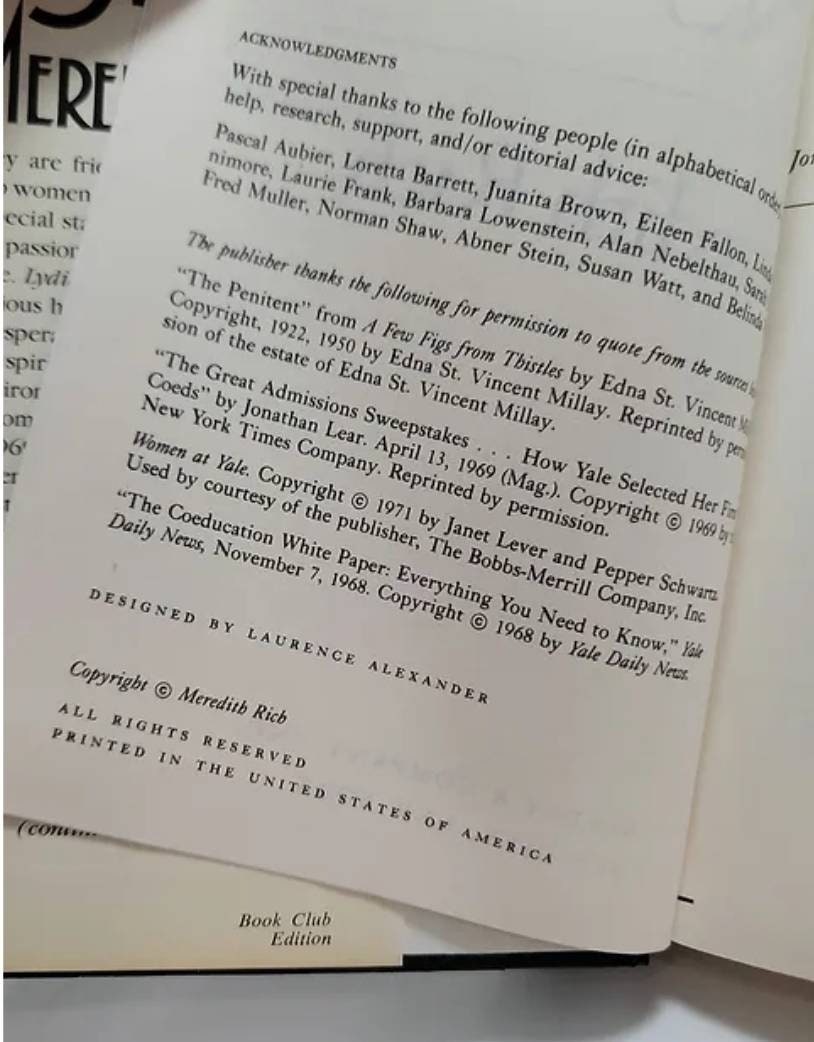 MERE
y are
women
ecial
passion
Lydi
ious h
spir
ACKNOWLEDGMENTS
With special thanks to the following people (in alphabetical order
help, research, support, and/or editorial advice:
Pascal Aubier, Loretta Barrett, Juanita Brown, Eileen Fallon, Linda
nimore, Laurie Frank, Barbara Lowenstein, Alan Nebelthau, Sarah
Fred Muller, Norman Shaw, Abner Stein, Susan Watt, and Belinda
The publisher thanks the following for permission to quote from the sources
"The Penitent" from A Few Figs from Thistles by Edna St. Vincent
Copyright, 1922, 1950 by Edna St. Vincent Millay. Reprinted by per
sion of the estate of Edna St. Vincent Millay.
"The Great Admissions Sweepstakes . . . How Yale Selected Her Fir
Coeds" by Jonathan Lear. April 13, 1969 (Mag.). Copyright © 1969 by
New York Times Company. Reprinted by permission.
Women at Yale. Copyright © 1971 by Janet Lever and Pepper Schwartz.
Used by courtesy of the publisher, The Bobbs-Merrill Company, Inc.
"The Coeducation White Paper: Everything You Need to Know," Yale
Daily News, November 7, 1968. Copyright © 1968 by Yale Daily News.
DESIGNED BY LAURENCE ALEXANDER
Copyright © Meredith Rich
ALL RIGHTS RESERVED
PRINTED IN THE UNITED STATES OF AMERICA
Book Club
Edition